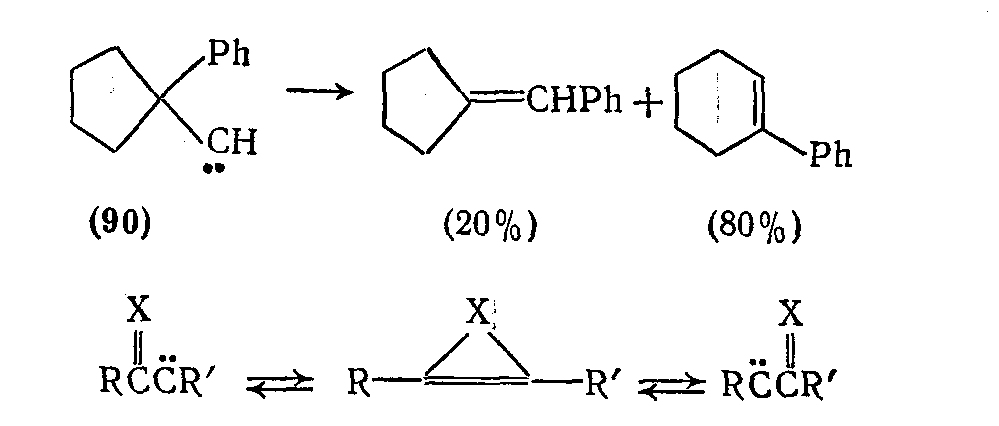 Ph
CH
CHPh + Ph
(90) (20%) (80%)
X X X
RCC̈R′ ⇌ R R′ ⇌ RC̈CR′